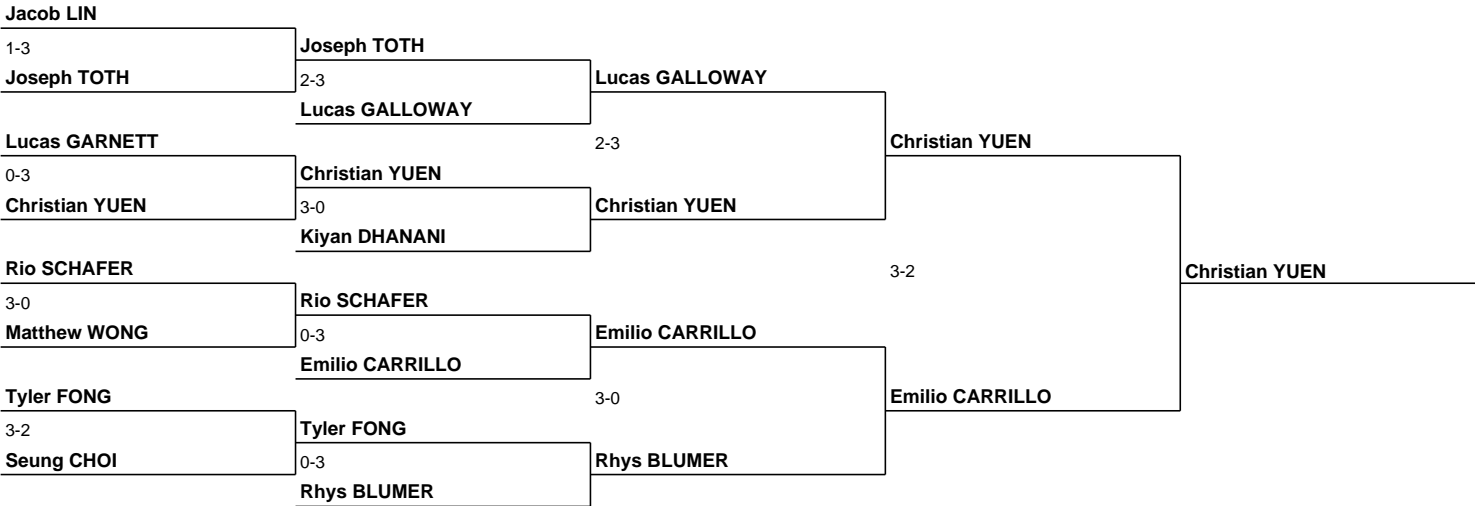 Jacob LIN
1-3
Joseph TOTH
Joseph TOTH
2-3
Lucas GALLOWAY
Lucas GALLOWAY
Lucas GARNETT
0-3
Christian YUEN
Christian YUEN
3-0
Kiyan DHANANI
2-3
Christian YUEN
Christian YUEN
Rio SCHAFER
3-0
Matthew WONG
Rio SCHAFER
0-3
Emilio CARRILLO
Emilio CARRILLO
3-2
Christian YUEN
Tyler FONG
3-2
Seung CHOI
Tyler FONG
0-3
Rhys BLUMER
3-0
Rhys BLUMER
Emilio CARRILLO